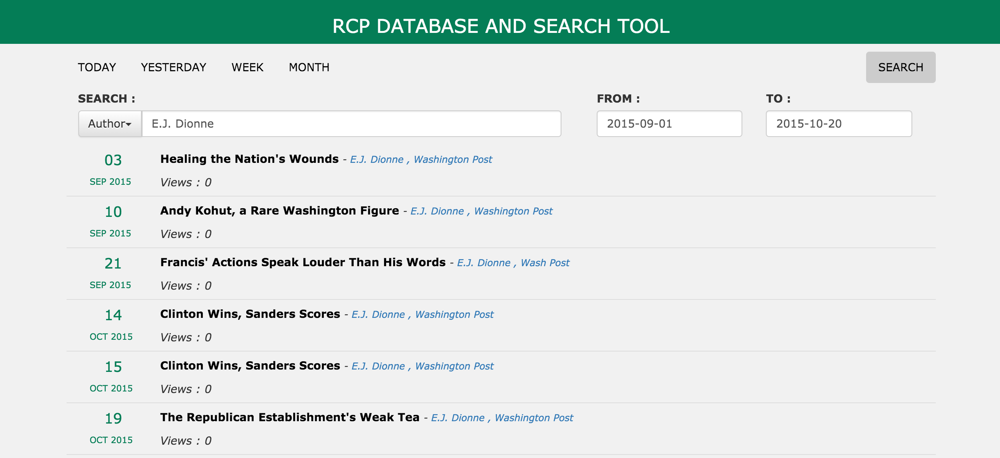 RCP DATABASE AND SEARCH TOOL
TODAY YESTERDAY WEEK MONTH SEARCH
SEARCH : FROM : TO :
Author E.J. Dionne 2015-09-01 2015-10-20
03 Healing the Nation's Wounds - E.J. Dionne , Washington Post
SEP 2015 Views : 0
10 Andy Kohut, a Rare Washington Figure - E.J. Dionne , Washington Post
SEP 2015 Views : 0
21 Francis' Actions Speak Louder Than His Words - E.J. Dionne , Wash Post
SEP 2015 Views : 0
14 Clinton Wins, Sanders Scores - E.J. Dionne , Washington Post
OCT 2015 Views : 0
15 Clinton Wins, Sanders Scores - E.J. Dionne , Washington Post
OCT 2015 Views : 0
19 The Republican Establishment's Weak Tea - E.J. Dionne , Washington Post
OCT 2015 Views : 0